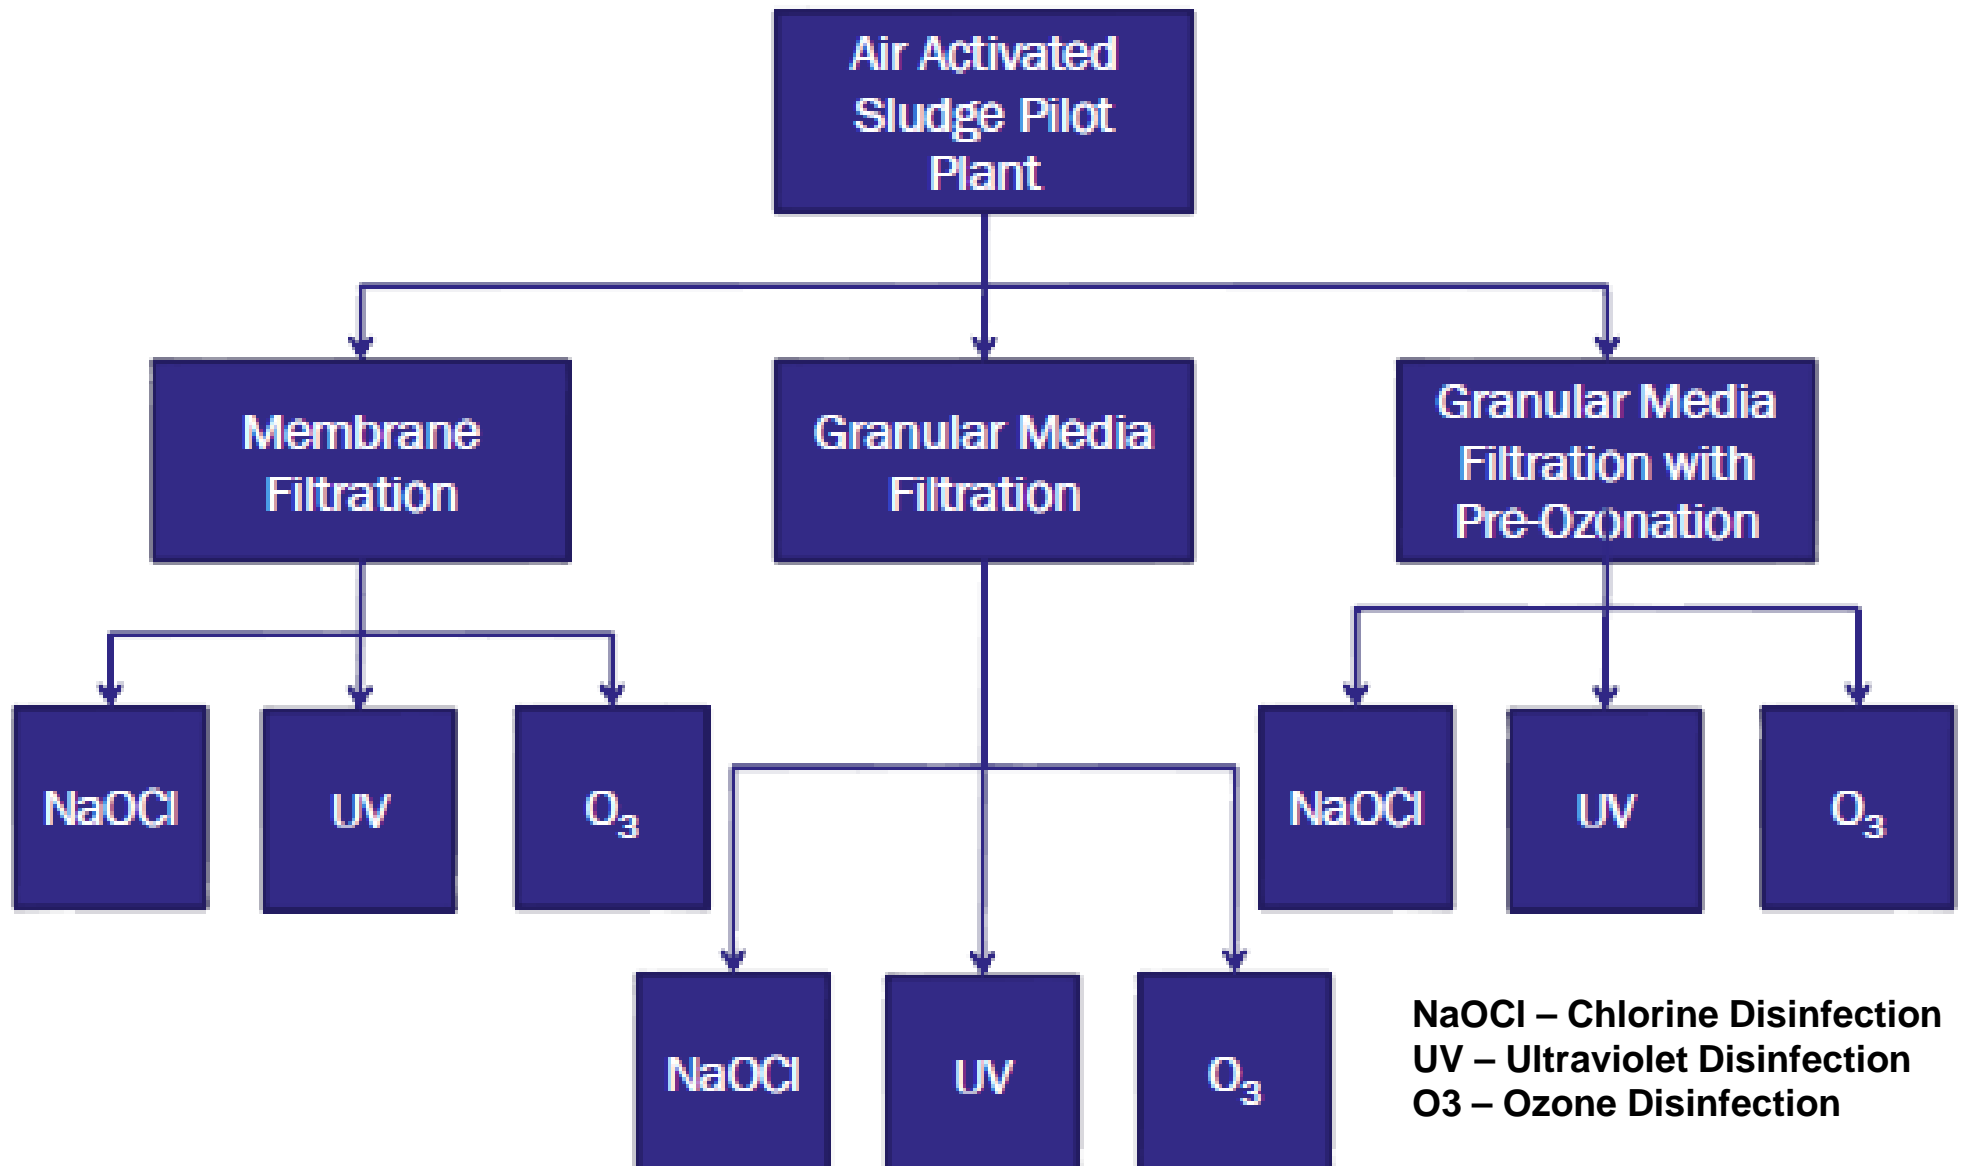 Air Activated
Sludge Pilot
Plant
Membrane
Filtration
Granular Media
Filtration
Granular Media
Filtration with
Pre-Ozonation
NaOCl
UV
O₃
NaOCl
UV
O₃
NaOCl
UV
O₃
NaOCl – Chlorine Disinfection
UV – Ultraviolet Disinfection
O3 – Ozone Disinfection